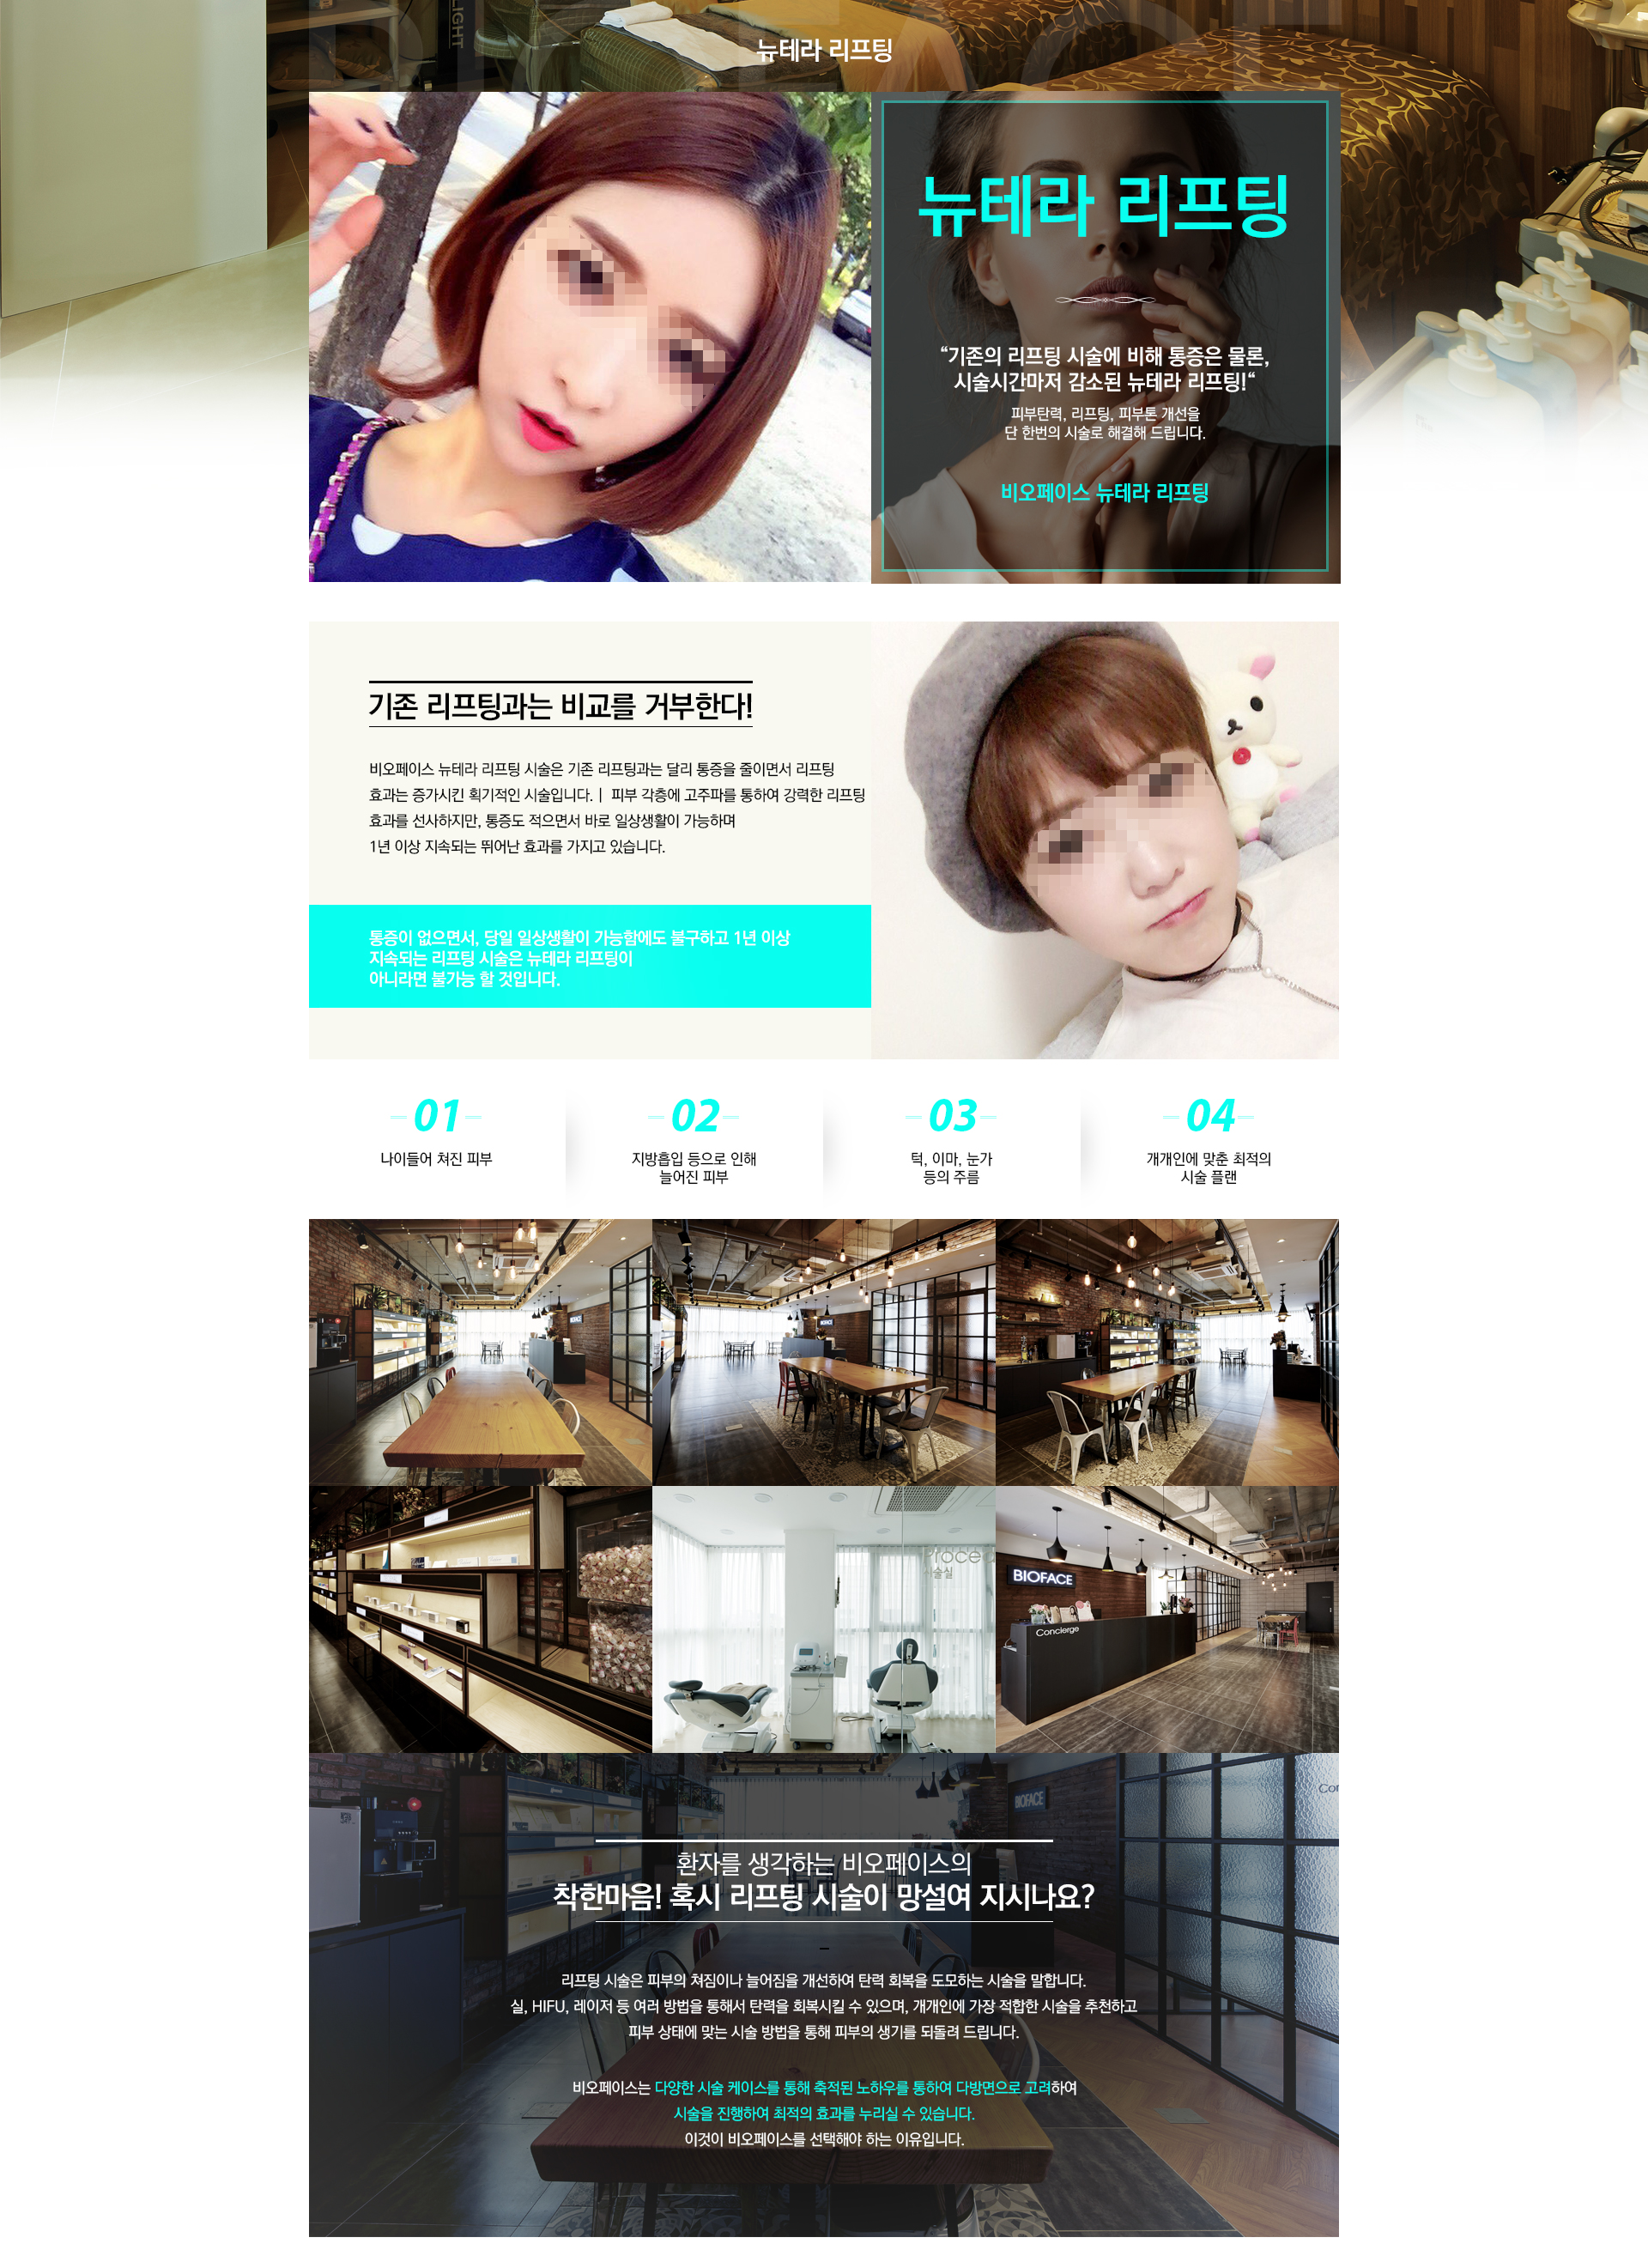 LIGHT
뉴테라 리프팅
뉴테라 리프팅
“기존의 리프팅 시술에 비해 통증은 물론,
시술시간마저 감소된 뉴테라 리프팅!“
피부탄력, 리프팅, 피부톤 개선을
단 한번의 시술로 해결해 드립니다.
비오페이스 뉴테라 리프팅
기존 리프팅과는 비교를 거부한다!
비오페이스 뉴테라 리프팅 시술은 기존 리프팅과는 달리 통증을 줄이면서 리프팅
효과는 증가시킨 획기적인 시술입니다. | 피부 각층에 고주파를 통하여 강력한 리프팅
효과를 선사하지만, 통증도 적으면서 바로 일상생활이 가능하며
1년 이상 지속되는 뛰어난 효과를 가지고 있습니다.
통증이 없으면서, 당일 일상생활이 가능함에도 불구하고 1년 이상
지속되는 리프팅 시술은 뉴테라 리프팅이
아니라면 불가능 할 것입니다.
01
나이들어 쳐진 피부
02
지방흡입 등으로 인해
늘어진 피부
03
턱, 이마, 눈가
등의 주름
04
개개인에 맞춘 최적의
시술 플랜
BIOFACE
BIOFACE
Proced
시술실
BIOFACE
Concierge
BIOFACE
Cor
환자를 생각하는 비오페이스의
착한마음! 혹시 리프팅 시술이 망설여 지시나요?
-
리프팅 시술은 피부의 쳐짐이나 늘어짐을 개선하여 탄력 회복을 도모하는 시술을 말합니다.
실, HIFU, 레이저 등 여러 방법을 통해서 탄력을 회복시킬 수 있으며, 개개인에 가장 적합한 시술을 추천하고
피부 상태에 맞는 시술 방법을 통해 피부의 생기를 되돌려 드립니다.
비오페이스는 다양한 시술 케이스를 통해 축적된 노하우를 통하여 다방면으로 고려하여
시술을 진행하여 최적의 효과를 누리실 수 있습니다.
이것이 비오페이스를 선택해야 하는 이유입니다.